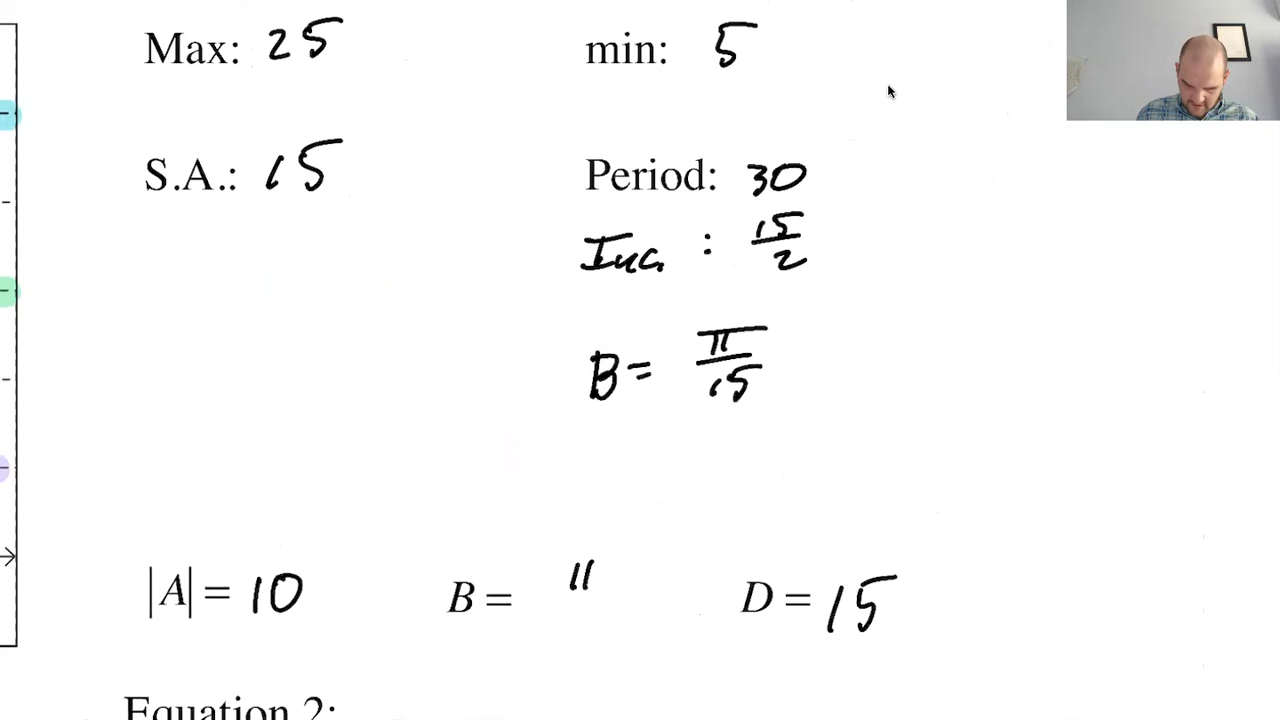 Max: 25 min: 5
S.A.: 15 Period: 30
Inc. : 15/2
B = π/15
|A| = 10 B = " D = 15
Equation 2: